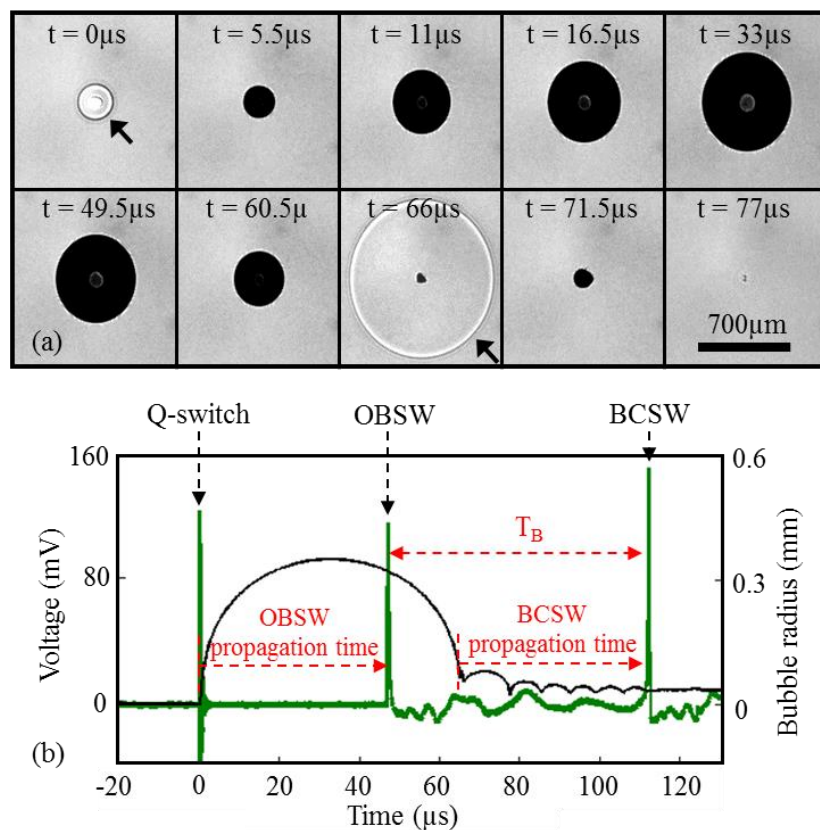 t = 0µs t = 5.5µs t = 11µs t = 16.5µs t = 33µs
t = 49.5µs t = 60.5µ t = 66µs t = 71.5µs t = 77µs
700µm
(a)
Q-switch OBSW BCSW
160 0.6
T_B
80 0.3
OBSW BCSW
propagation time propagation time
0 0
Voltage (mV)
Bubble radius (mm)
(b)
-20 0 20 40 60 80 100 120
Time (µs)